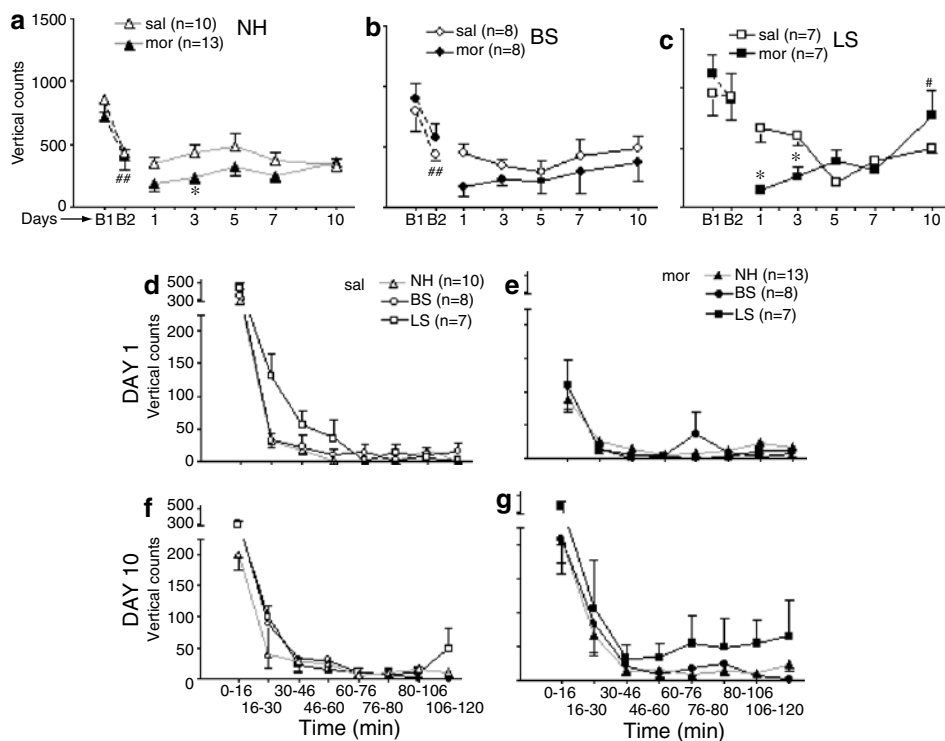 a
sal (n=10)
mor (n=13)
NH
b
sal (n=8)
mor (n=8)
BS
c
sal (n=7)
mor (n=7)
LS
Vertical counts
1500
1000
500
0
##
*
##
*
*
#
Days
B1 B2 1 3 5 7 10
B1 B2 1 3 5 7 10
B1 B2 1 3 5 7 10
d
sal
NH (n=10)
BS (n=8)
LS (n=7)
e
mor
NH (n=13)
BS (n=8)
LS (n=7)
DAY 1
Vertical counts
500
300
200
150
100
50
0
f
g
DAY 10
Vertical counts
500
300
200
150
100
50
0
0-16 30-46 60-76 80-106
16-30 46-60 76-80 106-120
Time (min)
0-16 30-46 60/76 80-106
16-30 46-60 76-80 106-120
Time (min)